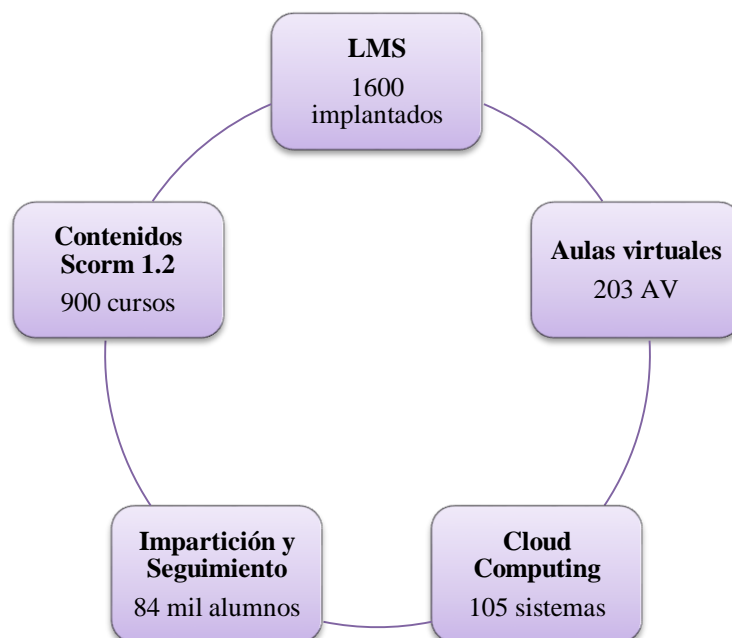 LMS
1600
implantados
Aulas virtuales
203 AV
Cloud
Computing
105 sistemas
Impartición y
Seguimiento
84 mil alumnos
Contenidos
Scorm 1.2
900 cursos